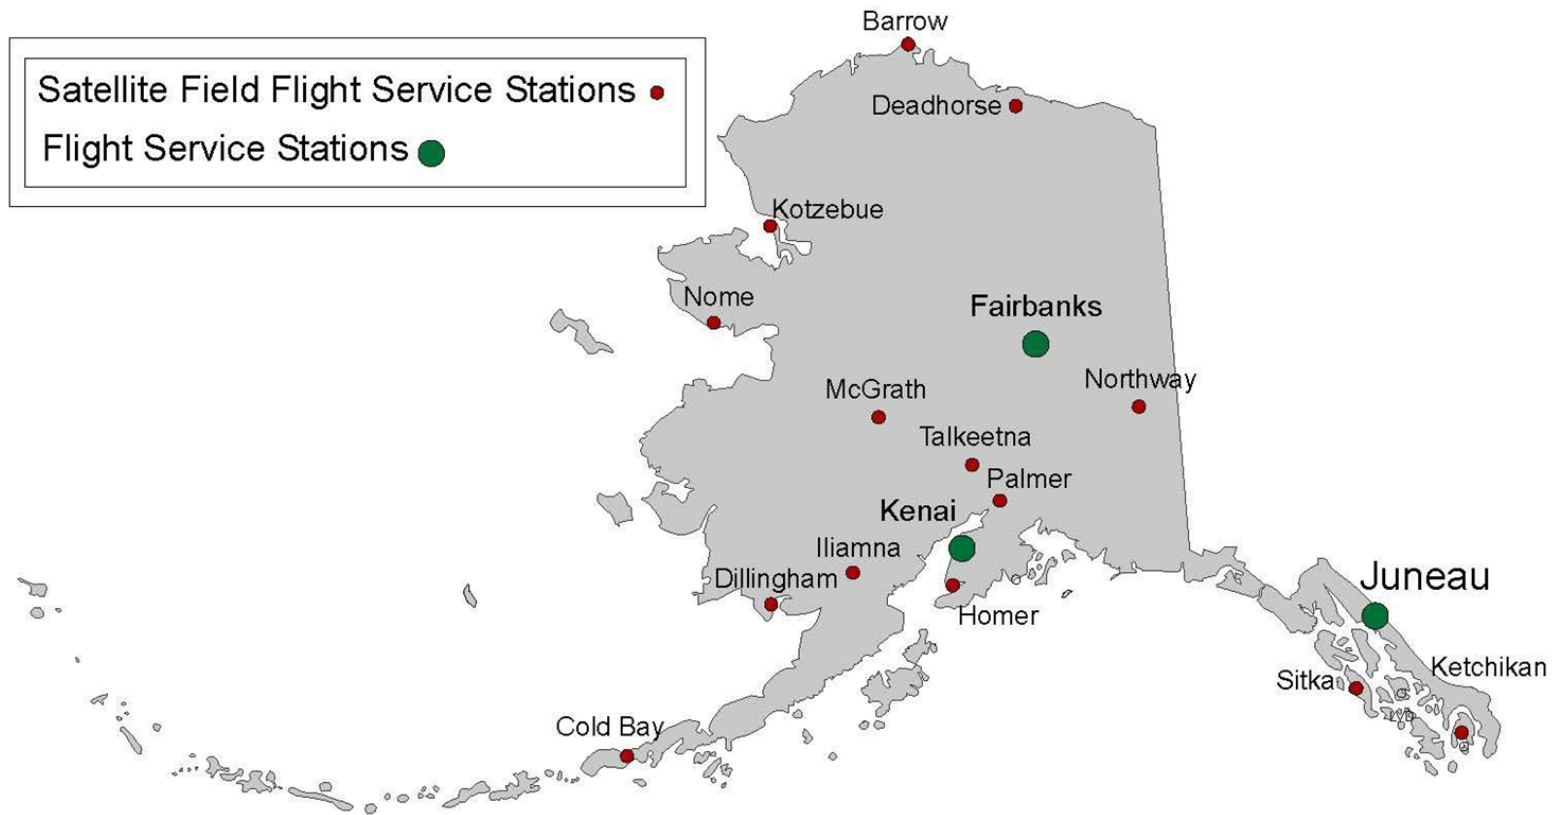 Barrow
Satellite Field Flight Service Stations
Deadhorse
Flight Service Stations
Kotzebue
Nome
Fairbanks
Northway
McGrath
Talkeetna
Palmer
Kenai
Iliamna
Dillingham
Juneau
Homer
Ketchikan
Sitka
Cold Bay